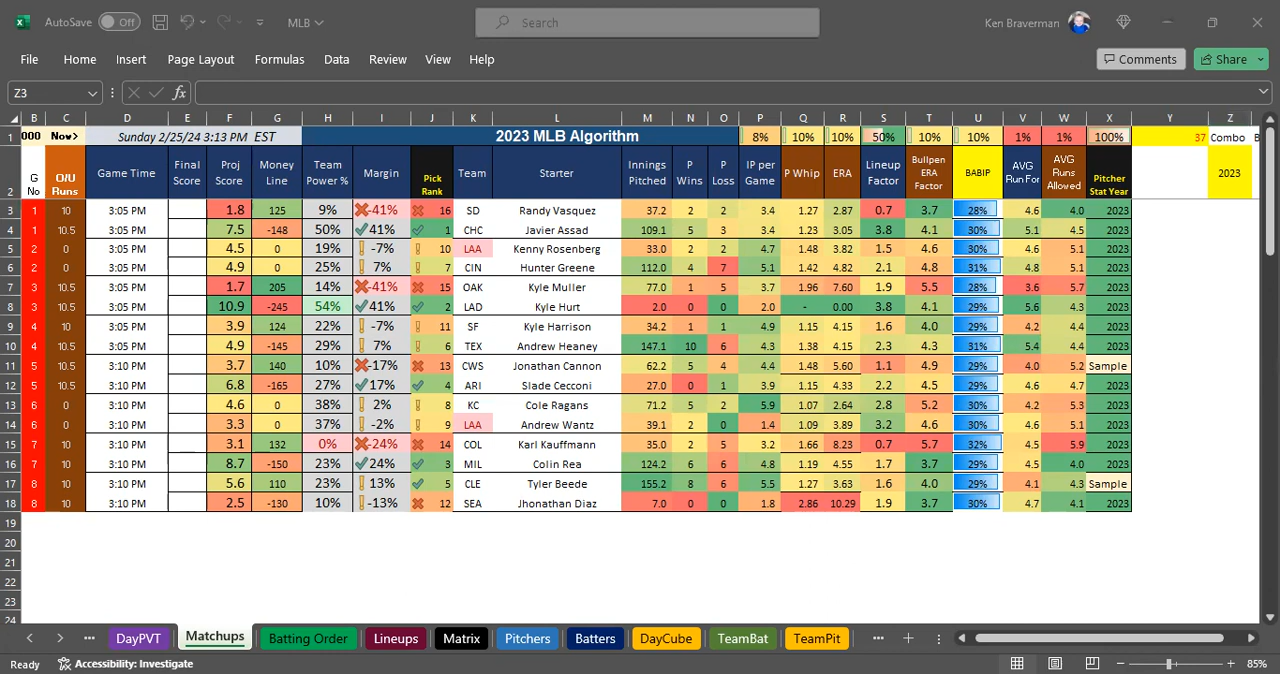 AutoSave Off MLB Search Ken Braverman
File Home Insert Page Layout Formulas Data Review View Help Comments Share
Z3 fx
B C D E F G H I J K L M N O P Q R S T U V W X Y Z
1 000 Now> Sunday 2/25/24 3:13 PM EST 2023 MLB Algorithm 8% 10% 10% 50% 10% 10% 1% 1% 100% 37 Combo B
2 G No O/U Runs Game Time Final Score Proj Score Money Line Team Power % Margin Pick Rank Team Starter Innings Pitched P Wins P Loss IP per Game P Whip ERA Lineup Factor Bullpen ERA Factor BABIP AVG Run For AVG Runs Allowed Pitcher Stat Year 2023
3 1 10 3:05 PM 1.8 125 9% -41% 16 SD Randy Vasquez 37.2 2 2 3.4 1.27 2.87 0.7 3.7 28% 4.6 4.0 2023
4 1 10.5 3:05 PM 7.5 -148 50% 41% 1 CHC Javier Assad 109.1 5 3 3.4 1.23 3.05 3.8 4.1 30% 5.1 4.5 2023
5 2 0 3:05 PM 4.5 0 19% -7% 10 LAA Kenny Rosenberg 33.0 2 2 4.7 1.48 3.82 1.5 4.6 30% 4.6 5.1 2023
6 2 0 3:05 PM 4.9 0 25% 7% 7 CIN Hunter Greene 112.0 4 7 5.1 1.42 4.82 2.1 4.8 31% 4.8 5.1 2023
7 3 10.5 3:05 PM 1.7 205 14% -41% 15 OAK Kyle Muller 77.0 1 5 3.7 1.96 7.60 1.9 5.5 28% 3.6 5.7 2023
8 3 10.5 3:05 PM 10.9 -245 54% 41% 2 LAD Kyle Hurt 2.0 0 0 2.0 - 0.00 3.8 4.1 29% 5.6 4.3 2023
9 4 10 3:05 PM 3.9 124 22% -7% 11 SF Kyle Harrison 34.2 1 1 4.9 1.15 4.15 1.6 4.0 29% 4.2 4.4 2023
10 4 10.5 3:05 PM 4.9 -145 29% 7% 6 TEX Andrew Heaney 147.1 10 6 4.3 1.38 4.15 2.3 4.3 31% 5.4 4.4 2023
11 5 10.5 3:10 PM 3.7 140 10% -17% 13 CWS Jonathan Cannon 62.2 5 4 4.4 1.48 5.60 1.1 4.9 29% 4.0 5.2 Sample
12 5 10.5 3:10 PM 6.8 -165 27% 17% 4 ARI Slade Cecconi 27.0 0 1 3.9 1.15 4.33 2.2 4.5 29% 4.6 4.7 2023
13 6 0 3:10 PM 4.6 0 38% 2% 8 KC Cole Ragans 71.2 5 2 5.9 1.07 2.64 2.8 5.2 30% 4.2 5.3 2023
14 6 0 3:10 PM 3.3 0 37% -2% 9 LAA Andrew Wantz 39.1 2 0 1.4 1.09 3.89 3.2 4.6 30% 4.6 5.1 2023
15 7 10 3:10 PM 3.1 132 0% -24% 14 COL Karl Kauffmann 35.0 2 5 3.2 1.66 8.23 0.7 5.7 32% 4.5 5.9 2023
16 7 10 3:10 PM 8.7 -150 23% 24% 3 MIL Colin Rea 124.2 6 6 4.8 1.19 4.55 1.7 3.7 29% 4.5 4.0 2023
17 8 10 3:10 PM 5.6 110 23% 13% 5 CLE Tyler Beede 155.2 8 6 5.5 1.27 3.63 1.6 4.0 29% 4.1 4.3 Sample
18 8 10 3:10 PM 2.5 -130 10% -13% 12 SEA Jhonathan Diaz 7.0 0 0 1.8 2.86 10.29 1.9 3.7 30% 4.7 4.1 2023
19
20
21
22
23
24
DayPVT Matchups Batting Order Lineups Matrix Pitchers Batters DayCube TeamBat TeamPit
Ready Accessibility: Investigate 85%